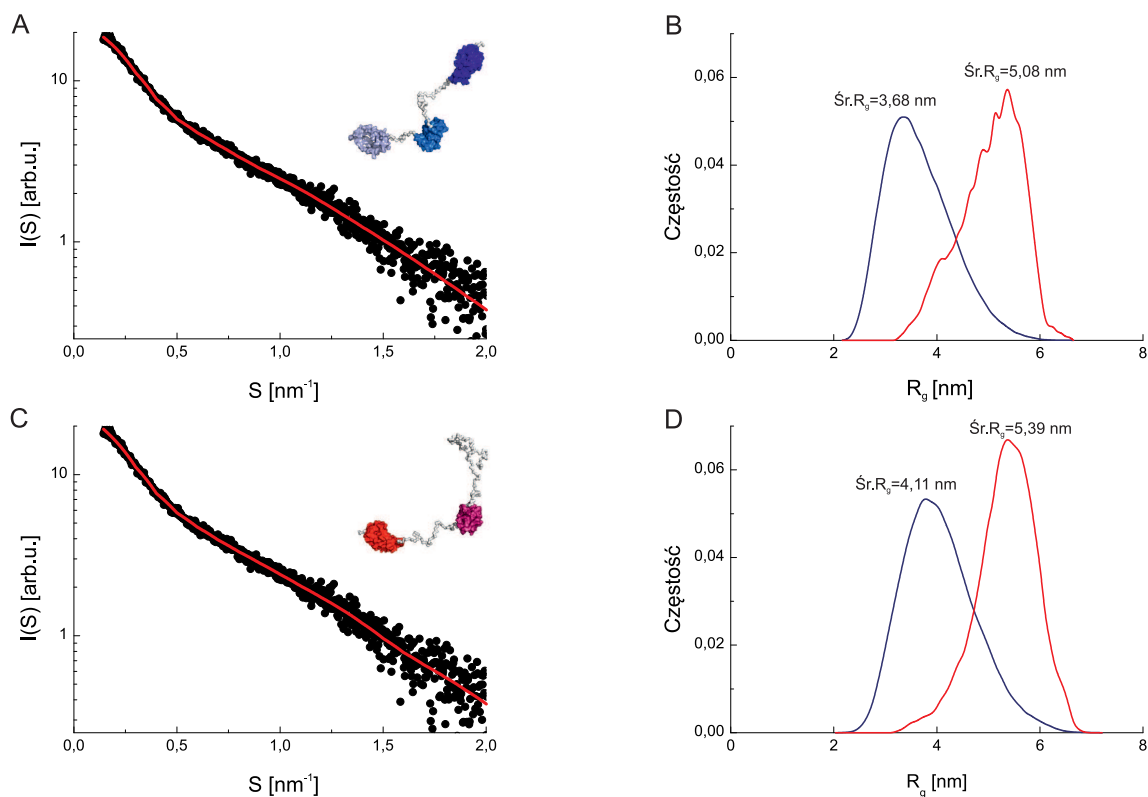 A
I(S) [arb.u.]
10
1
0,0 0,5 1,0 1,5 2,0
S [nm⁻¹]
B
Częstość
0,06
0,04
0,02
0,00
Śr.Rg=3,68 nm
Śr.Rg=5,08 nm
0 2 4 6 8
Rg [nm]
C
I(S) [arb.u.]
10
1
0,0 0,5 1,0 1,5 2,0
S [nm⁻¹]
D
Częstość
0,06
0,04
0,02
0,00
Śr.Rg=5,39 nm
Śr.Rg=4,11 nm
0 2 4 6 8
Rg [nm]